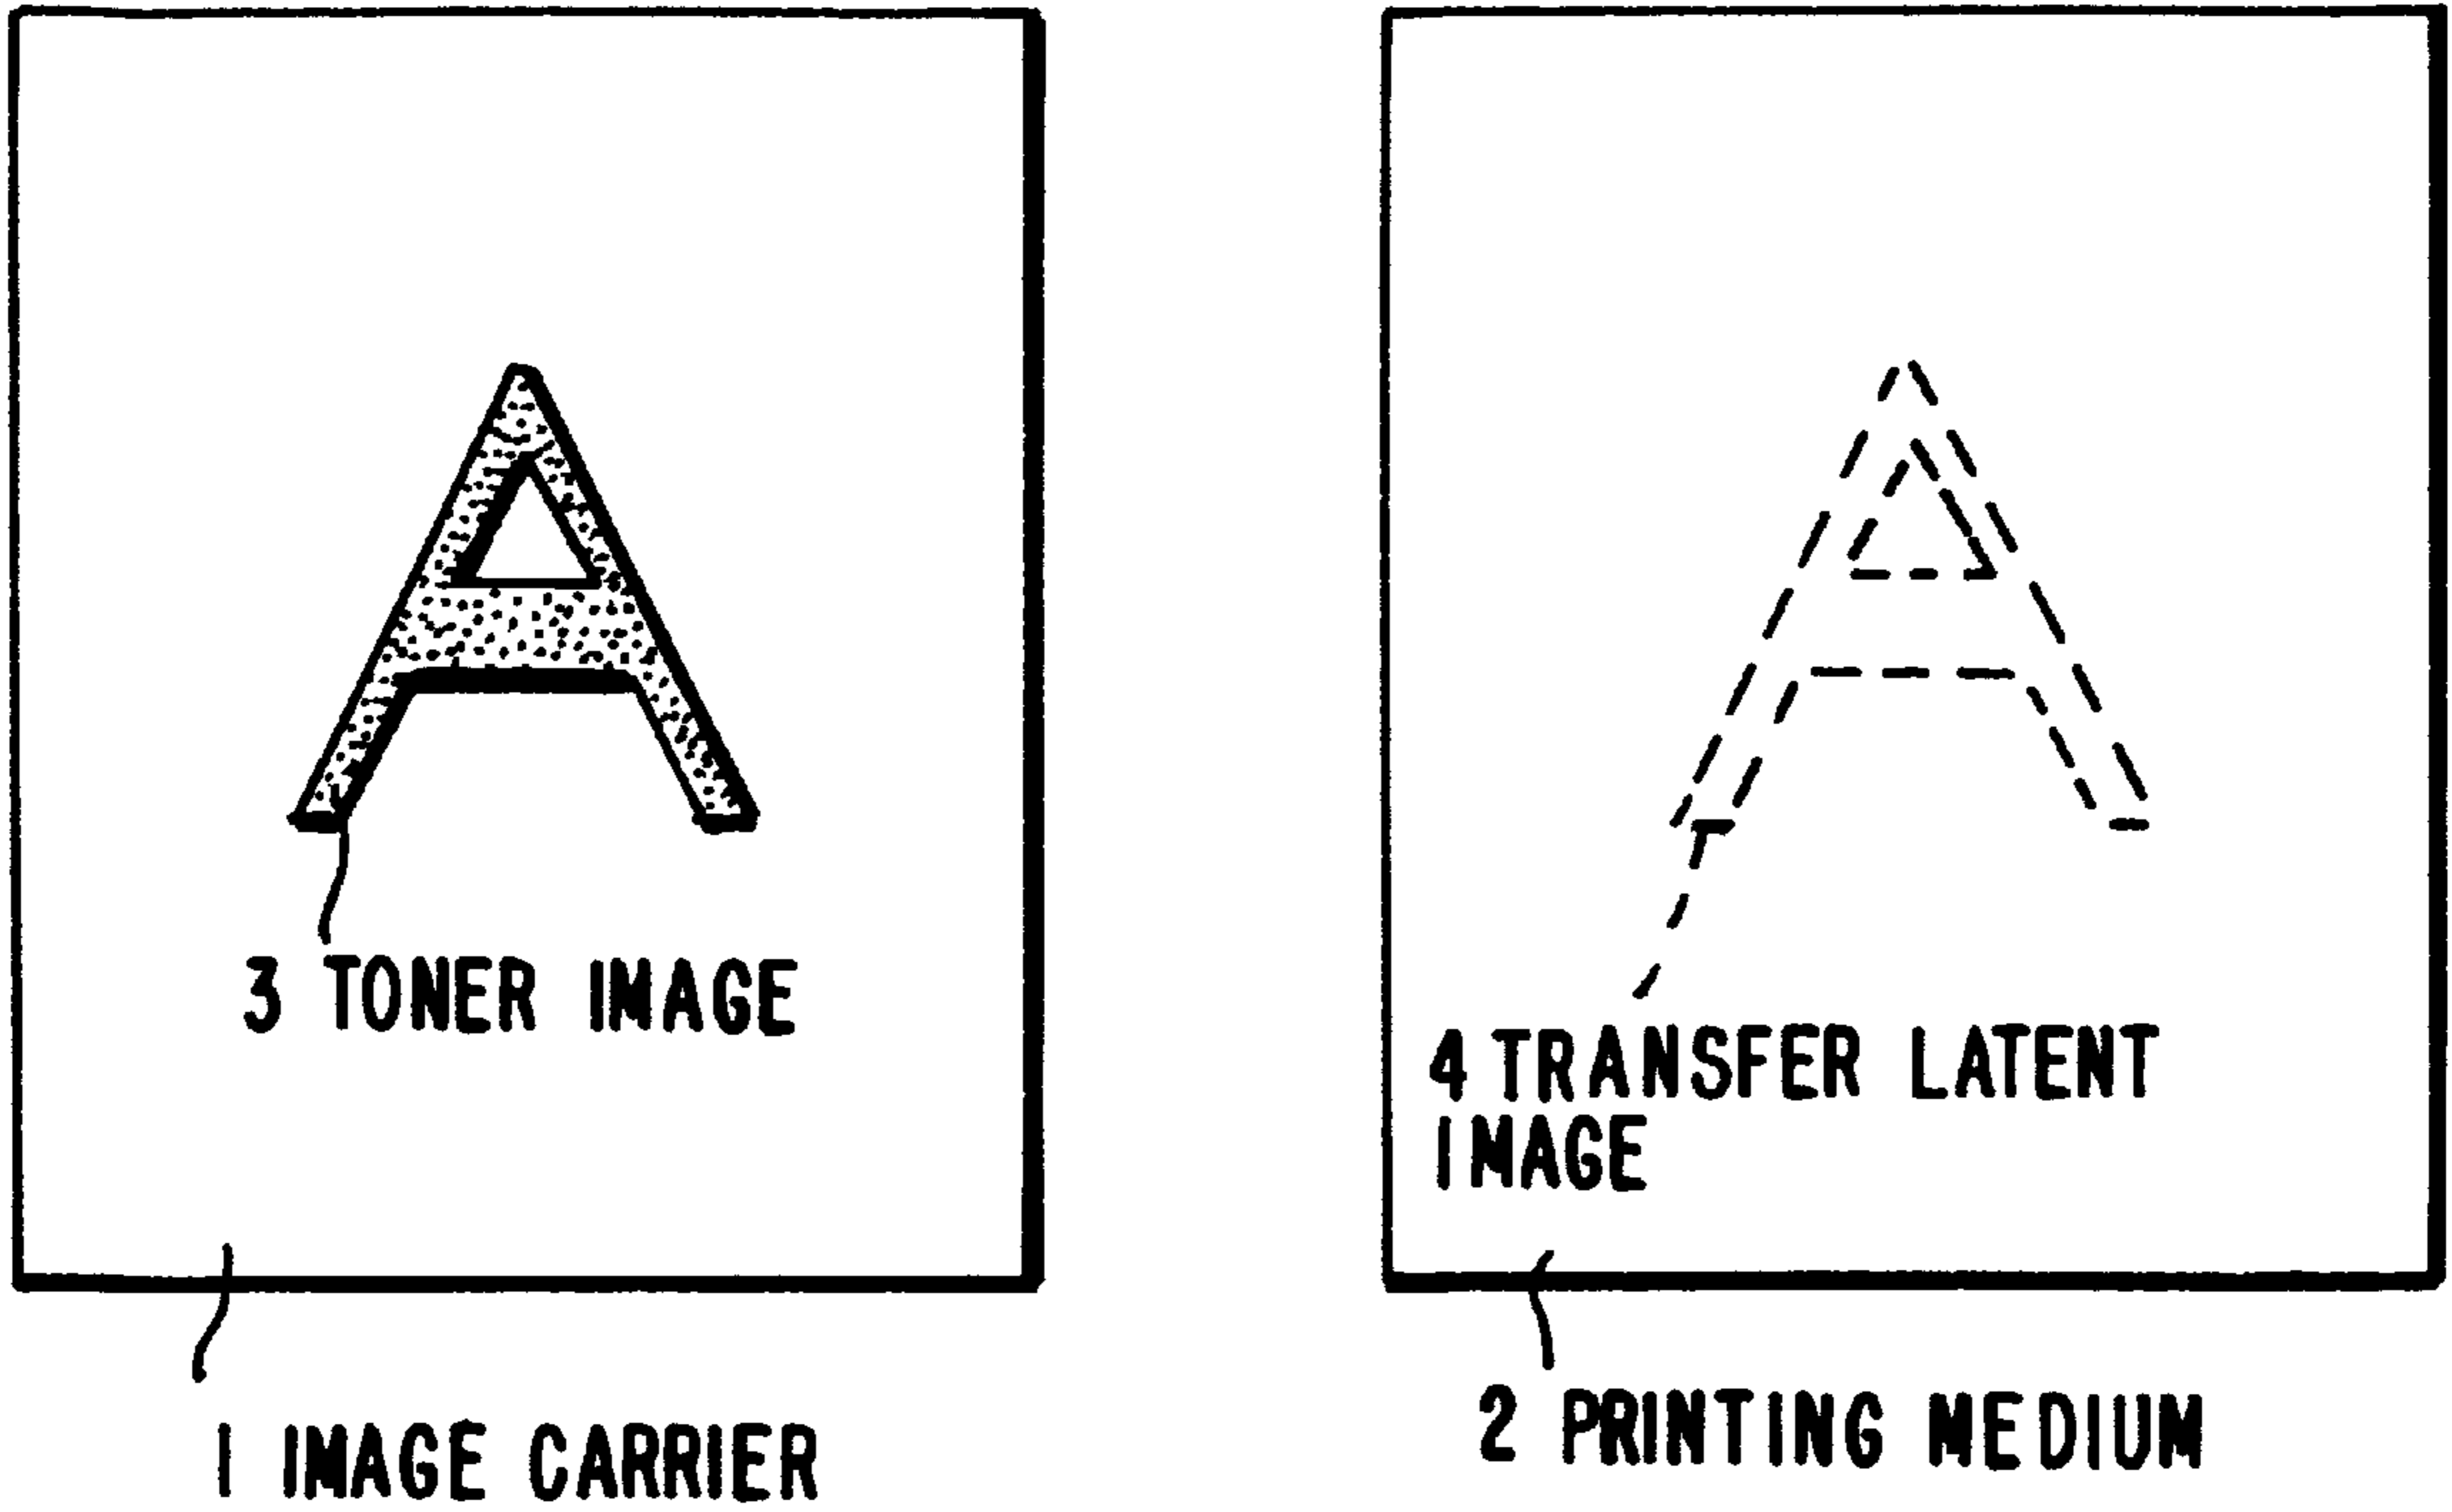 A
3 TONER IMAGE
1 IMAGE CARRIER
A
4 TRANSFER LATENT
IMAGE
2 PRINTING MEDIUM